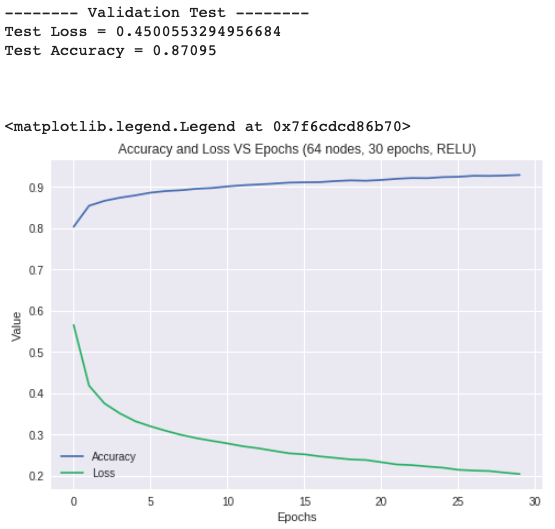 -------- Validation Test --------
Test Loss = 0.4500553294956684
Test Accuracy = 0.87095
<matplotlib.legend.Legend at 0x7f6cdcd86b70>
Accuracy and Loss VS Epochs (64 nodes, 30 epochs, RELU)
0.9
0.8
0.7
0.6
0.5
0.4
0.3
0.2
Value
Accuracy
Loss
0 5 10 15 20 25 30
Epochs